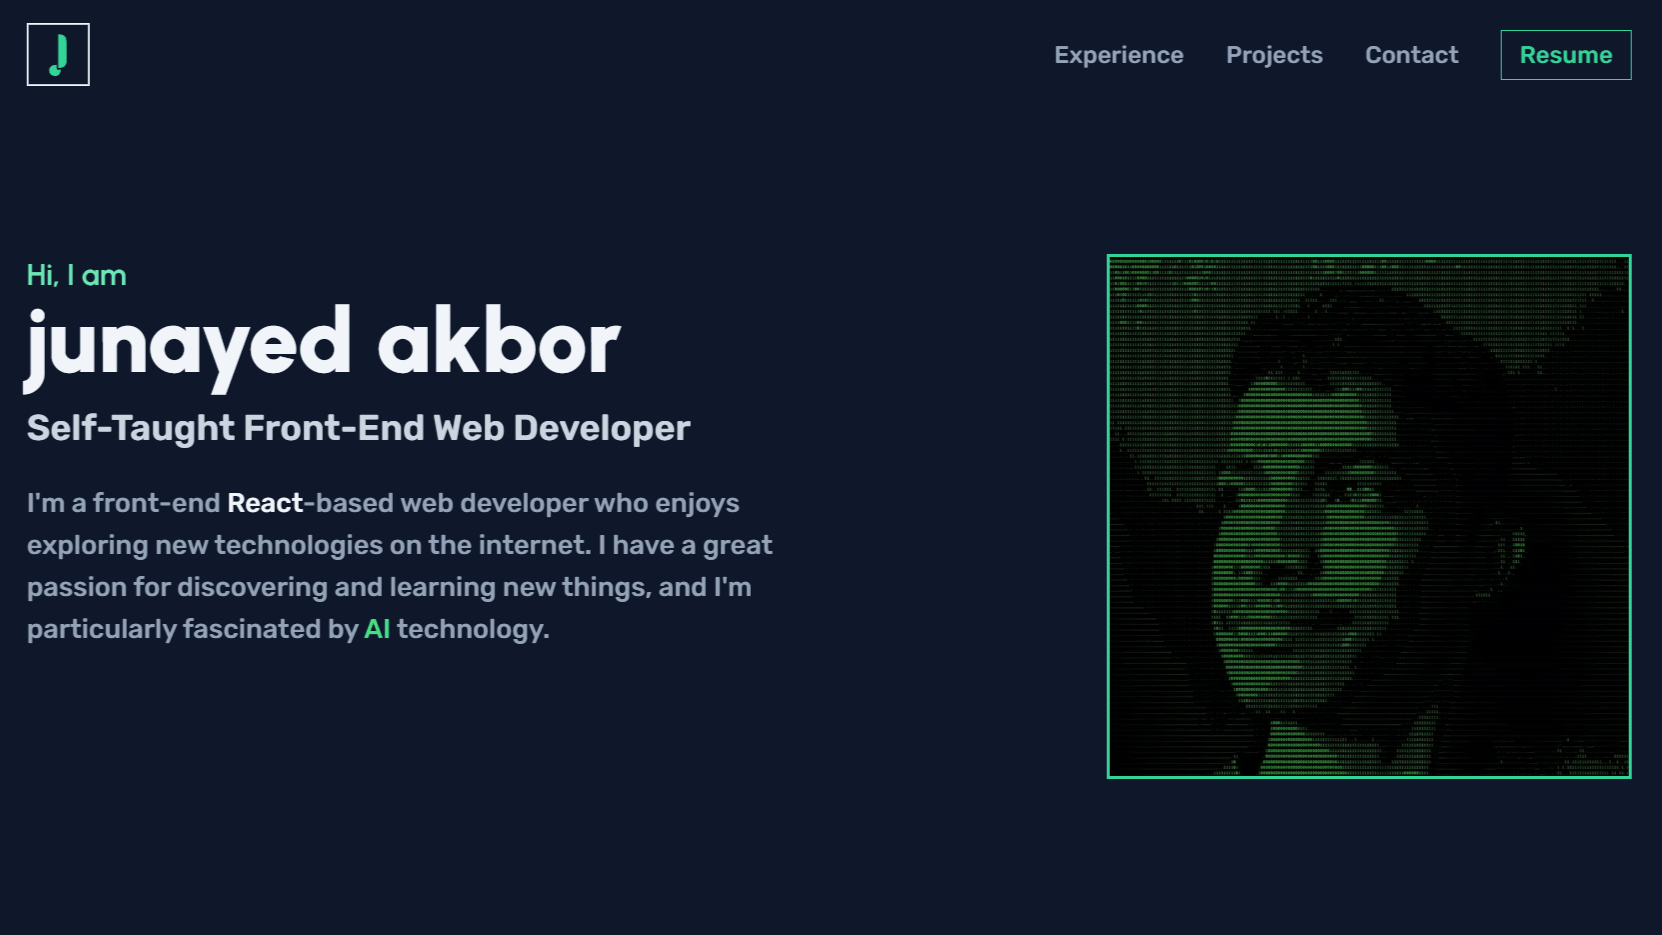 J
Experience Projects Contact Resume
Hi, I am
junayed akbor
Self-Taught Front-End Web Developer
I'm a front-end React-based web developer who enjoys
exploring new technologies on the internet. I have a great
passion for discovering and learning new things, and I'm
particularly fascinated by AI technology.